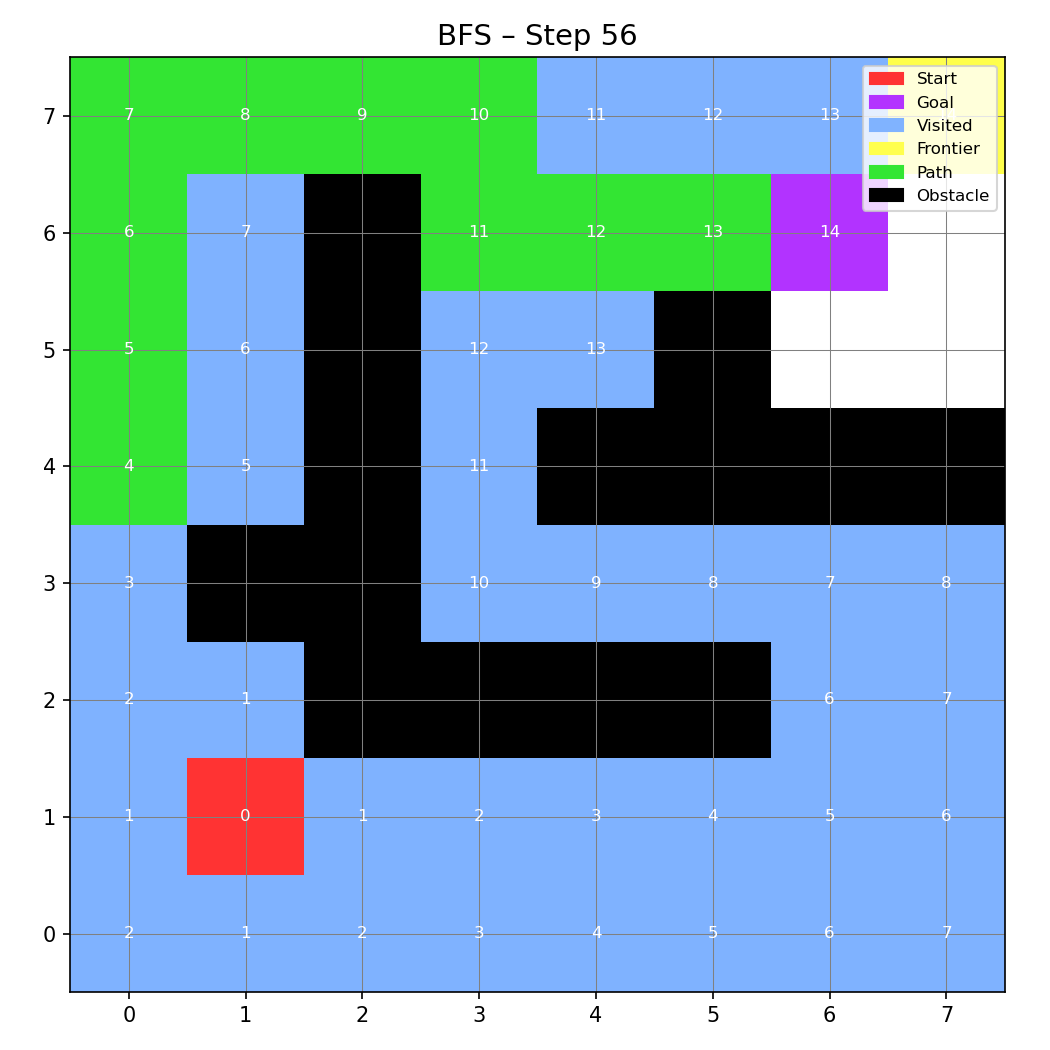 BFS – Step 56
Start
Goal
Visited
Frontier
Path
Obstacle
7 7 8 9 10 11 12 13
6 6 7 11 12 13 14
5 5 6 12 13
4 4 5 11
3 3 10 9 8 7 8
2 2 1 6 7
1 1 0 1 2 3 4 5 6
0 2 1 2 3 4 5 6 7
0 1 2 3 4 5 6 7